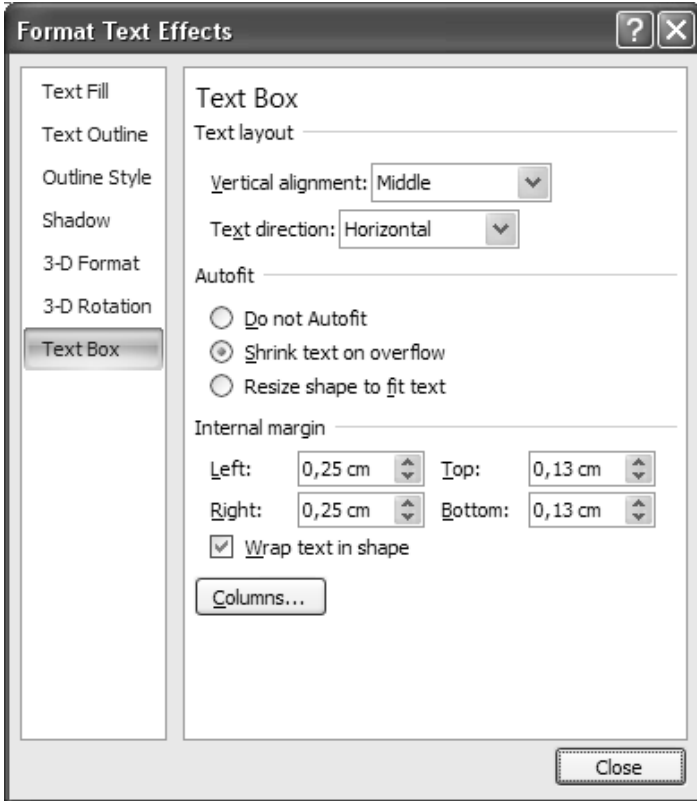 Format Text Effects
Text Fill
Text Outline
Outline Style
Shadow
3-D Format
3-D Rotation
Text Box
Text Box
Text layout
Vertical alignment: Middle
Text direction: Horizontal
Autofit
Do not Autofit
Shrink text on overflow
Resize shape to fit text
Internal margin
Left: 0,25 cm Top: 0,13 cm
Right: 0,25 cm Bottom: 0,13 cm
Wrap text in shape
Columns...
Close